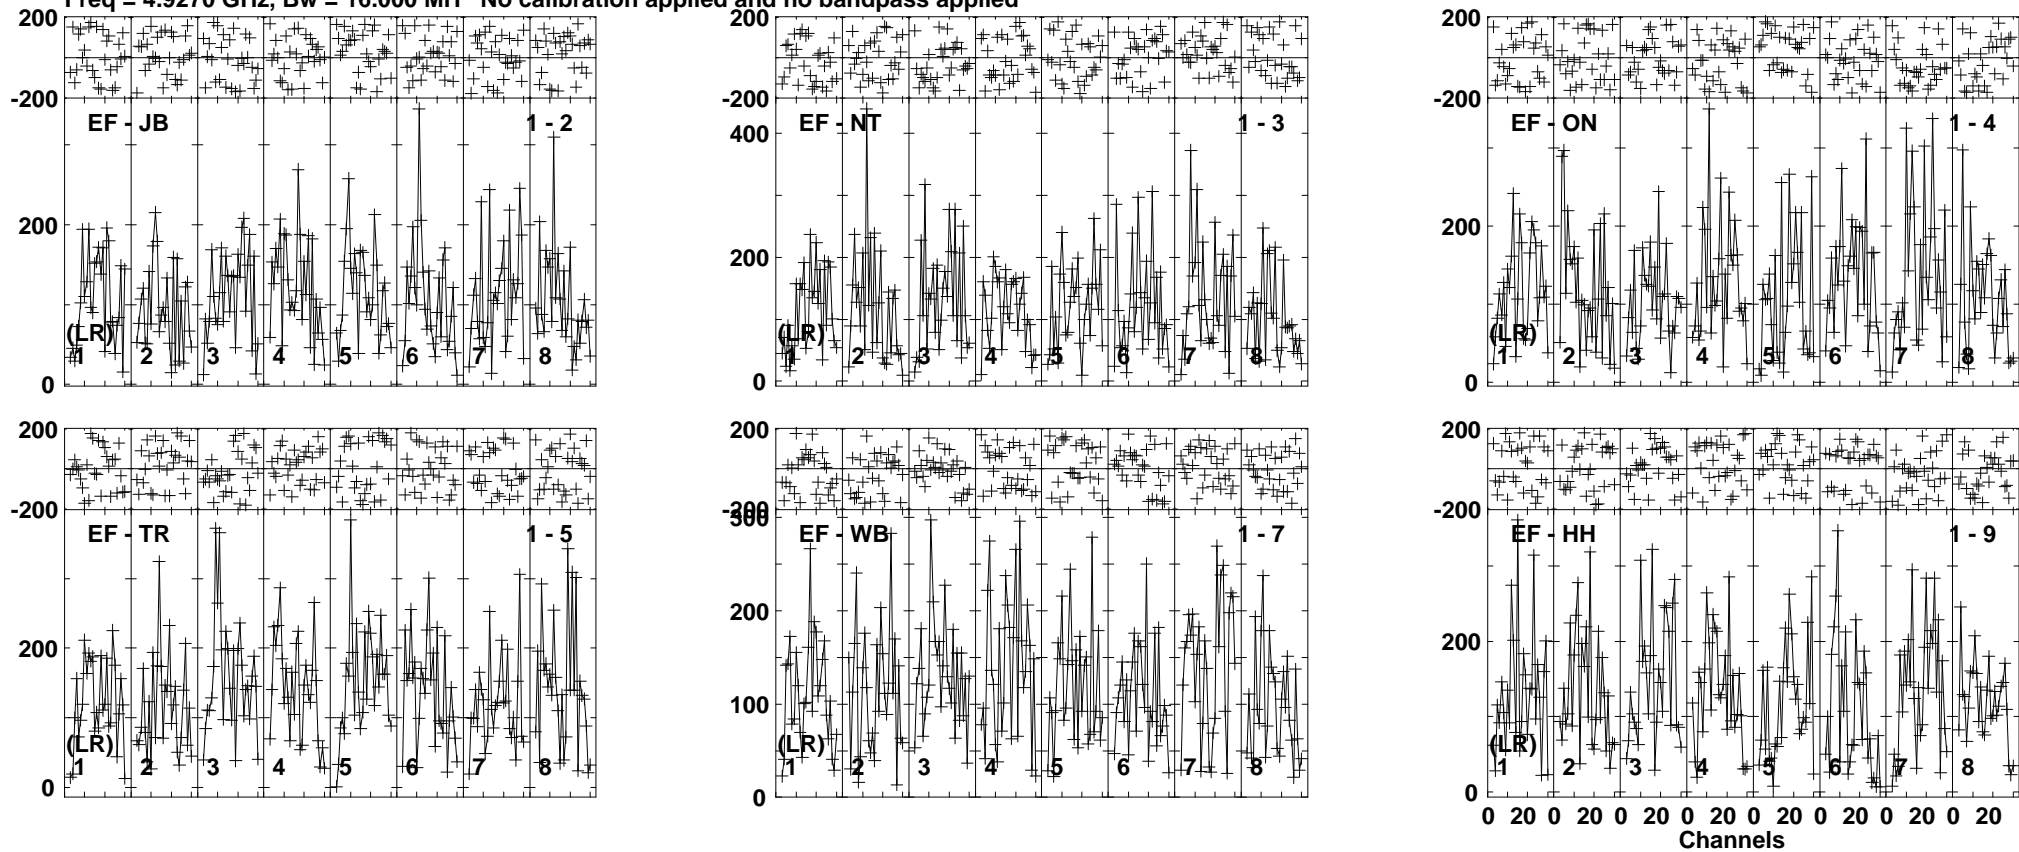 Freq = 4.9270 GHz, Bw = 16.000 MH No calibration applied and no bandpass applied
200
-200
EF - JB 1 - 2
200
(LR)
1 2 3 4 5 6 7 8
0
200
-200
EF - NT 1 - 3
400
200
(LR)
1 2 3 4 5 6 7 8
0
200
-200
EF - ON 1 - 4
200
(LR)
1 2 3 4 5 6 7 8
0
200
-200
EF - TR 1 - 5
200
(LR)
1 2 3 4 5 6 7 8
0
200
-200
300
EF - WB 1 - 7
200
100
(LR)
1 2 3 4 5 6 7 8
0
200
-200
EF - HH 1 - 9
200
(LR)
1 2 3 4 5 6 7 8
0
0 20 0 20 0 20 0 20 0 20 0 20 0 20 0 20
Channels